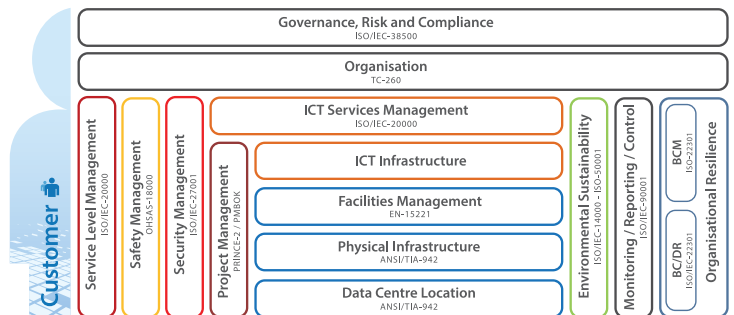 Governance, Risk and Compliance
ISO/IEC-38500
Organisation
TC-260
Customer
Service Level Management
ISO/IEC-20000
Safety Management
OHSAS-18000
Security Management
ISO/IEC-27001
ICT Services Management
ISO/IEC-20000
Project Management
PRINCE-2 / PMBOK
ICT Infrastructure
Facilities Management
EN-15221
Physical Infrastructure
ANSI/TIA-942
Data Centre Location
ANSI/TIA-942
Environmental Sustainability
ISO/IEC-14000 - ISO-50001
Monitoring / Reporting / Control
ISO/IEC-90001
BCM
ISO-22301
BC/DR
ISO/IEC-22301
Organisational Resilience